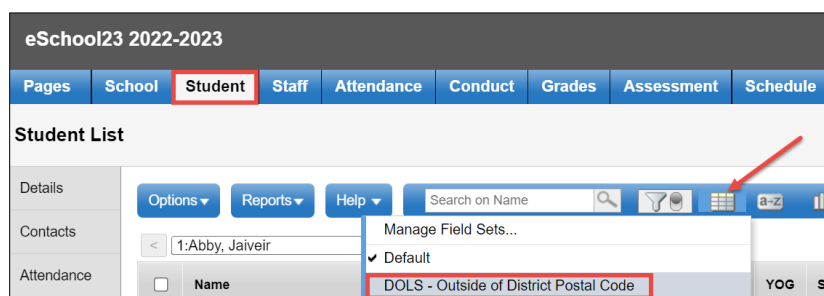 eSchool23 2022-2023
Pages School Student Staff Attendance Conduct Grades Assessment Schedule
Student List
Details
Options Reports Help Search on Name a-z
Contacts
Manage Field Sets...
< 1:Abby, Jaiveir
Default
Attendance
Name DOLS - Outside of District Postal Code YOG S